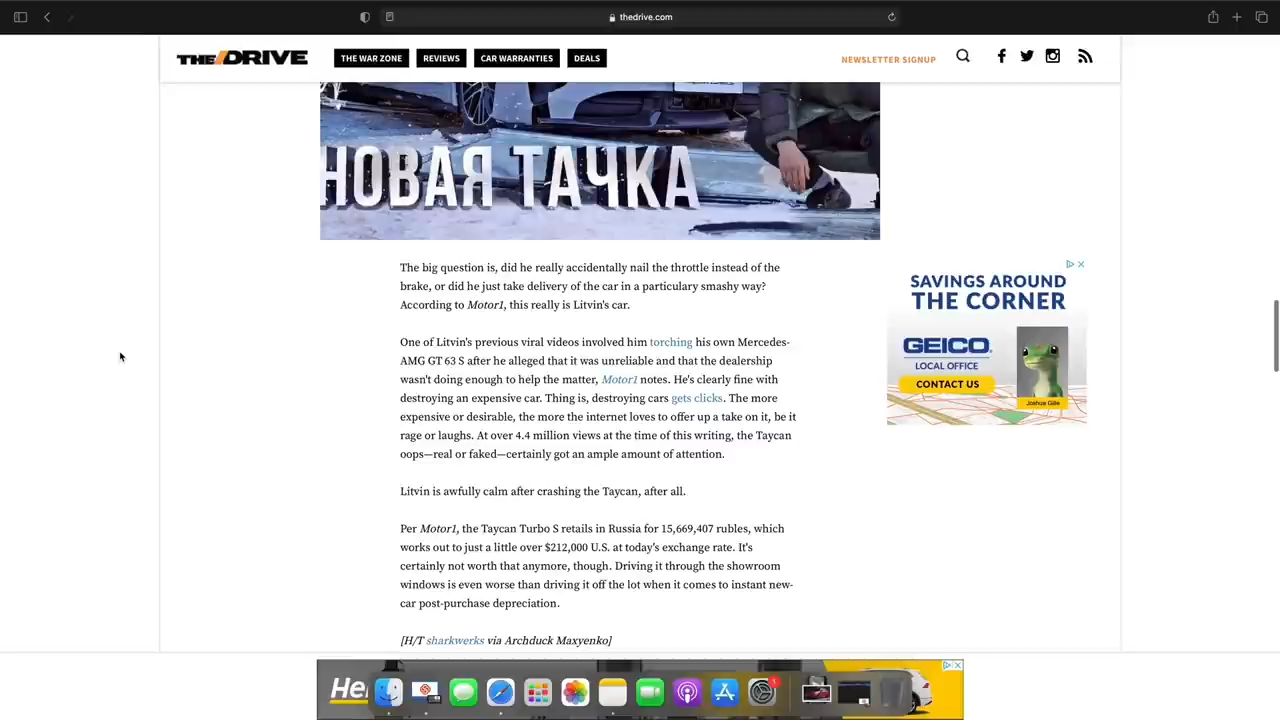 thedrive.com
THE DRIVE
THE WAR ZONE
REVIEWS
CAR WARRANTIES
DEALS
NEWSLETTER SIGNUP
НОВАЯ ТАЧКА
The big question is, did he really accidentally nail the throttle instead of the
brake, or did he just take delivery of the car in a particulary smashy way?
According to Motor1, this really is Litvin's car.
One of Litvin's previous viral videos involved him torching his own Mercedes-
AMG GT 63 S after he alleged that it was unreliable and that the dealership
wasn't doing enough to help the matter, Motor1 notes. He's clearly fine with
destroying an expensive car. Thing is, destroying cars gets clicks. The more
expensive or desirable, the more the internet loves to offer up a take on it, be it
rage or laughs. At over 4.4 million views at the time of this writing, the Taycan
oops—real or faked—certainly got an ample amount of attention.
Litvin is awfully calm after crashing the Taycan, after all.
Per Motor1, the Taycan Turbo S retails in Russia for 15,669,407 rubles, which
works out to just a little over $212,000 U.S. at today's exchange rate. It's
certainly not worth that anymore, though. Driving it through the showroom
windows is even worse than driving it off the lot when it comes to instant new-
car post-purchase depreciation.
[H/T sharkwerks via Archduck Maxyenko]
SAVINGS AROUND
THE CORNER
GEICO.
LOCAL OFFICE
CONTACT US
Joshua Gille
He
1